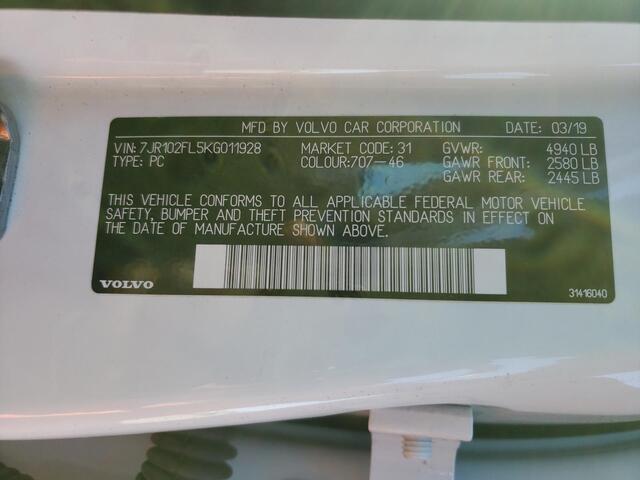 MFD BY VOLVO CAR CORPORATION DATE: 03/19
VIN:7JR102FL5KG011928 MARKET CODE: 31 GVWR: 4940 LB
TYPE: PC COLOUR:707-46 GAWR FRONT: 2580 LB
GAWR REAR: 2445 LB
THIS VEHICLE CONFORMS TO ALL APPLICABLE FEDERAL MOTOR VEHICLE
SAFETY, BUMPER AND THEFT PREVENTION STANDARDS IN EFFECT ON
THE DATE OF MANUFACTURE SHOWN ABOVE.
VOLVO 31416040